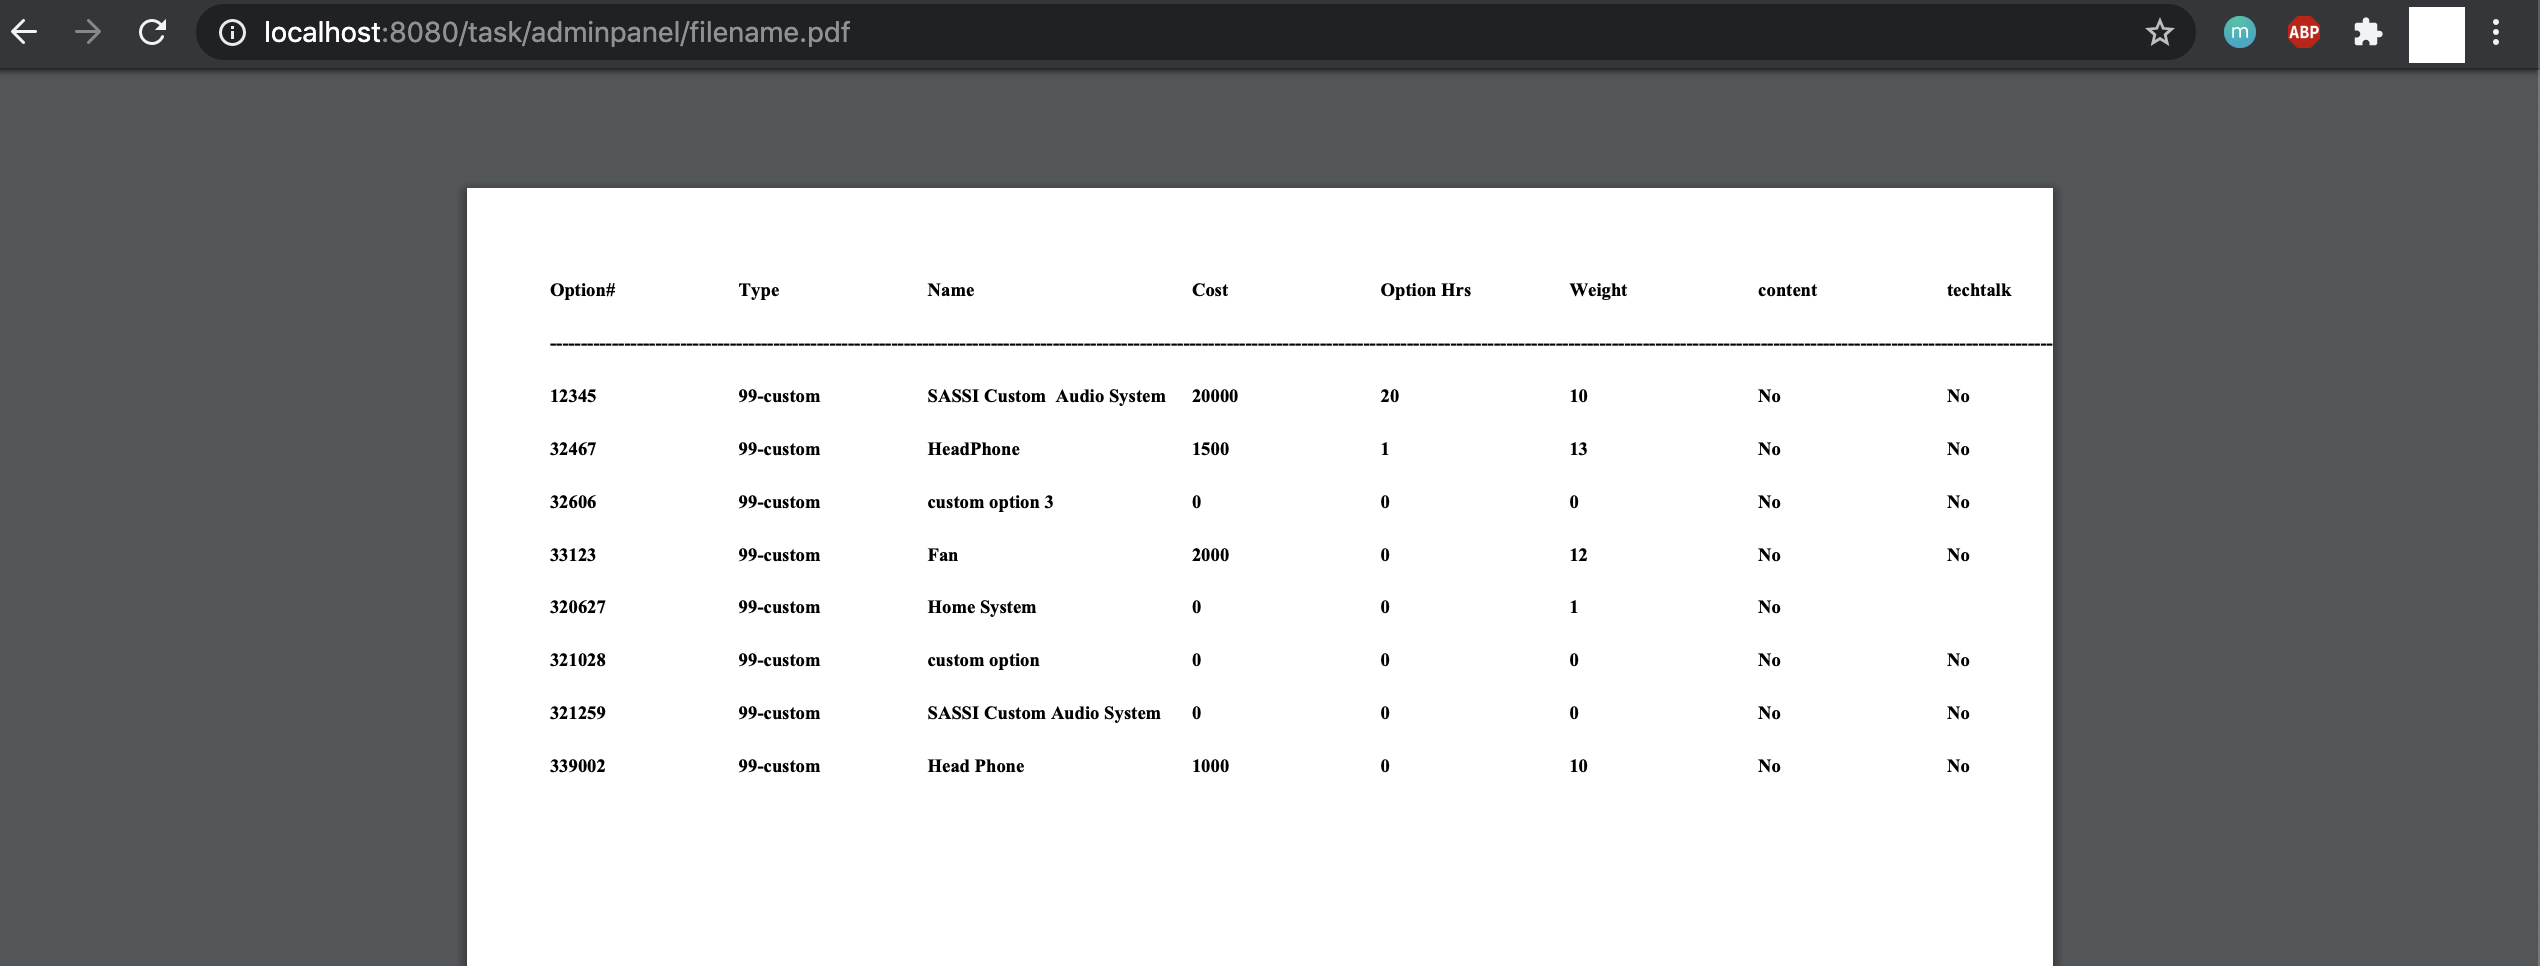 localhost:8080/task/adminpanel/filename.pdf
m ABP
Option# Type Name Cost Option Hrs Weight content techtalk
12345 99-custom SASSI Custom  Audio System 20000 20 10 No No
32467 99-custom HeadPhone 1500 1 13 No No
32606 99-custom custom option 3 0 0 0 No No
33123 99-custom Fan 2000 0 12 No No
320627 99-custom Home System 0 0 1 No
321028 99-custom custom option 0 0 0 No No
321259 99-custom SASSI Custom Audio System 0 0 0 No No
339002 99-custom Head Phone 1000 0 10 No No